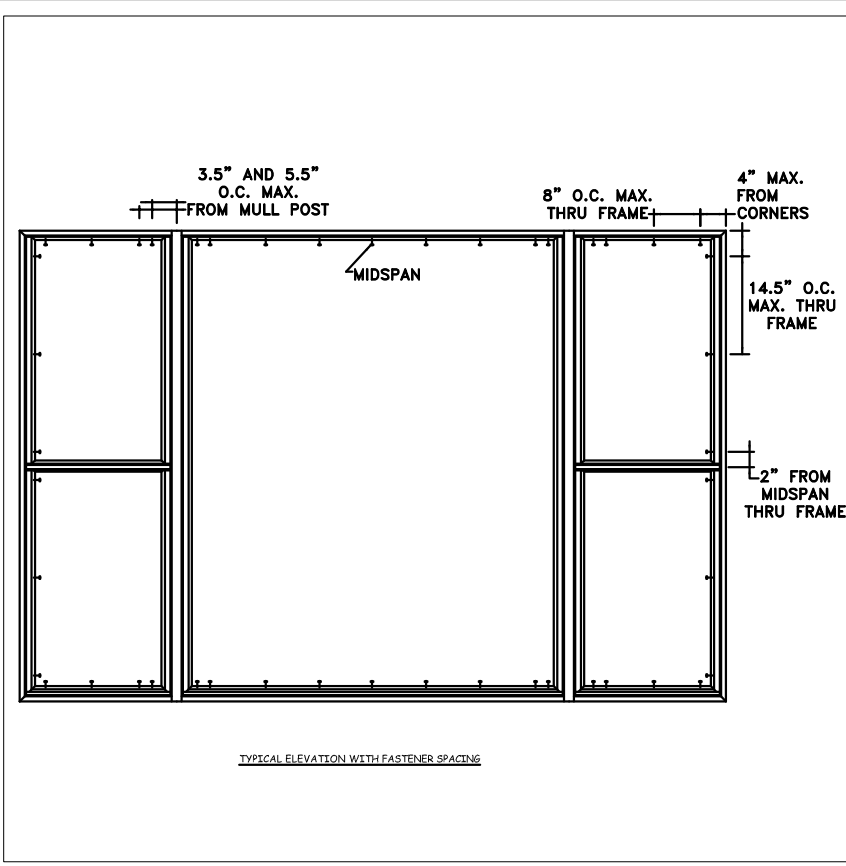 3.5" AND 5.5"
O.C. MAX.
FROM MULL POST
8" O.C. MAX.
THRU FRAME
4" MAX.
FROM
CORNERS
MIDSPAN
14.5" O.C.
MAX. THRU
FRAME
2" FROM
MIDSPAN
THRU FRAME
TYPICAL ELEVATION WITH FASTENER SPACING